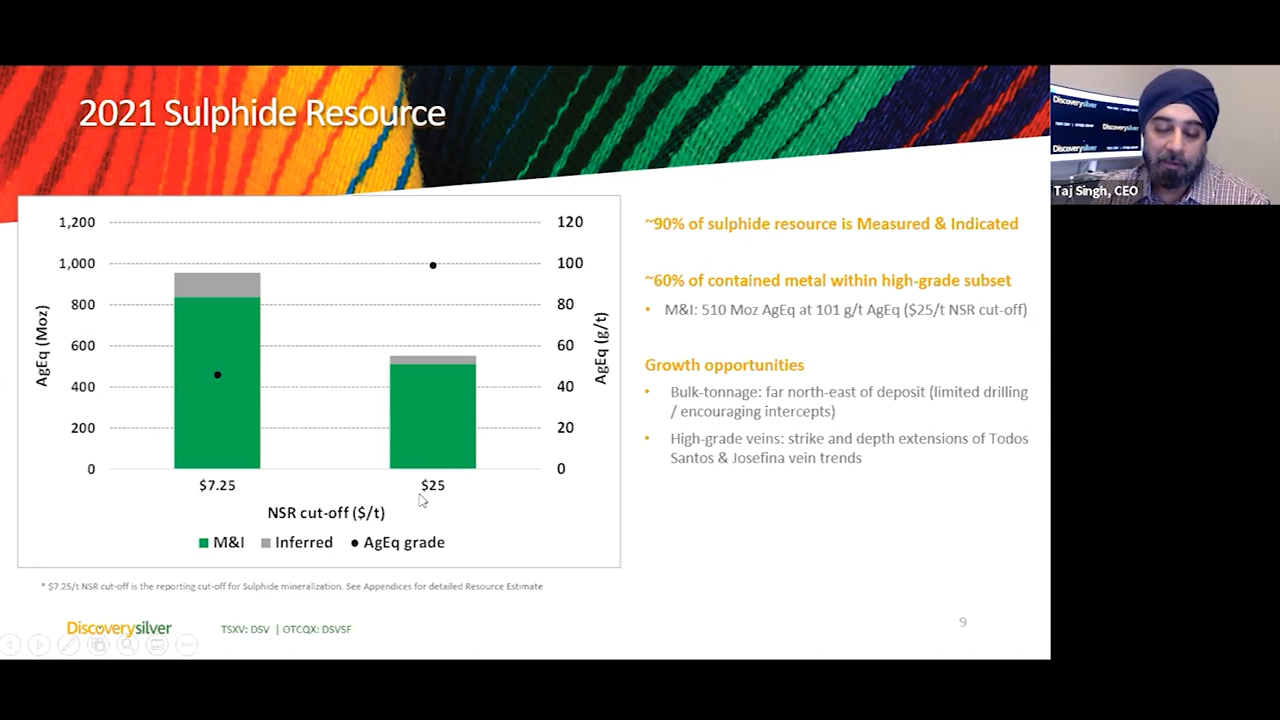 2021 Sulphide Resource
Discoverysilver
Discoverysilver
Discoverysilver
Taj Singh, CEO
1,200
1,000
800
600
400
200
0
AgEq (Moz)
120
100
80
60
40
20
0
AgEq (g/t)
$7.25
$25
NSR cut-off ($/t)
M&I
Inferred
AgEq grade
* $7.25/t NSR cut-off is the reporting cut-off for Sulphide mineralization. See Appendices for detailed Resource Estimate
~90% of sulphide resource is Measured & Indicated
~60% of contained metal within high-grade subset
• M&I: 510 Moz AgEq at 101 g/t AgEq ($25/t NSR cut-off)
Growth opportunities
• Bulk-tonnage: far north-east of deposit (limited drilling
/ encouraging intercepts)
• High-grade veins: strike and depth extensions of Todos
Santos & Josefina vein trends
Discoverysilver
TSXV: DSV | OTCQX: DSVSF
9